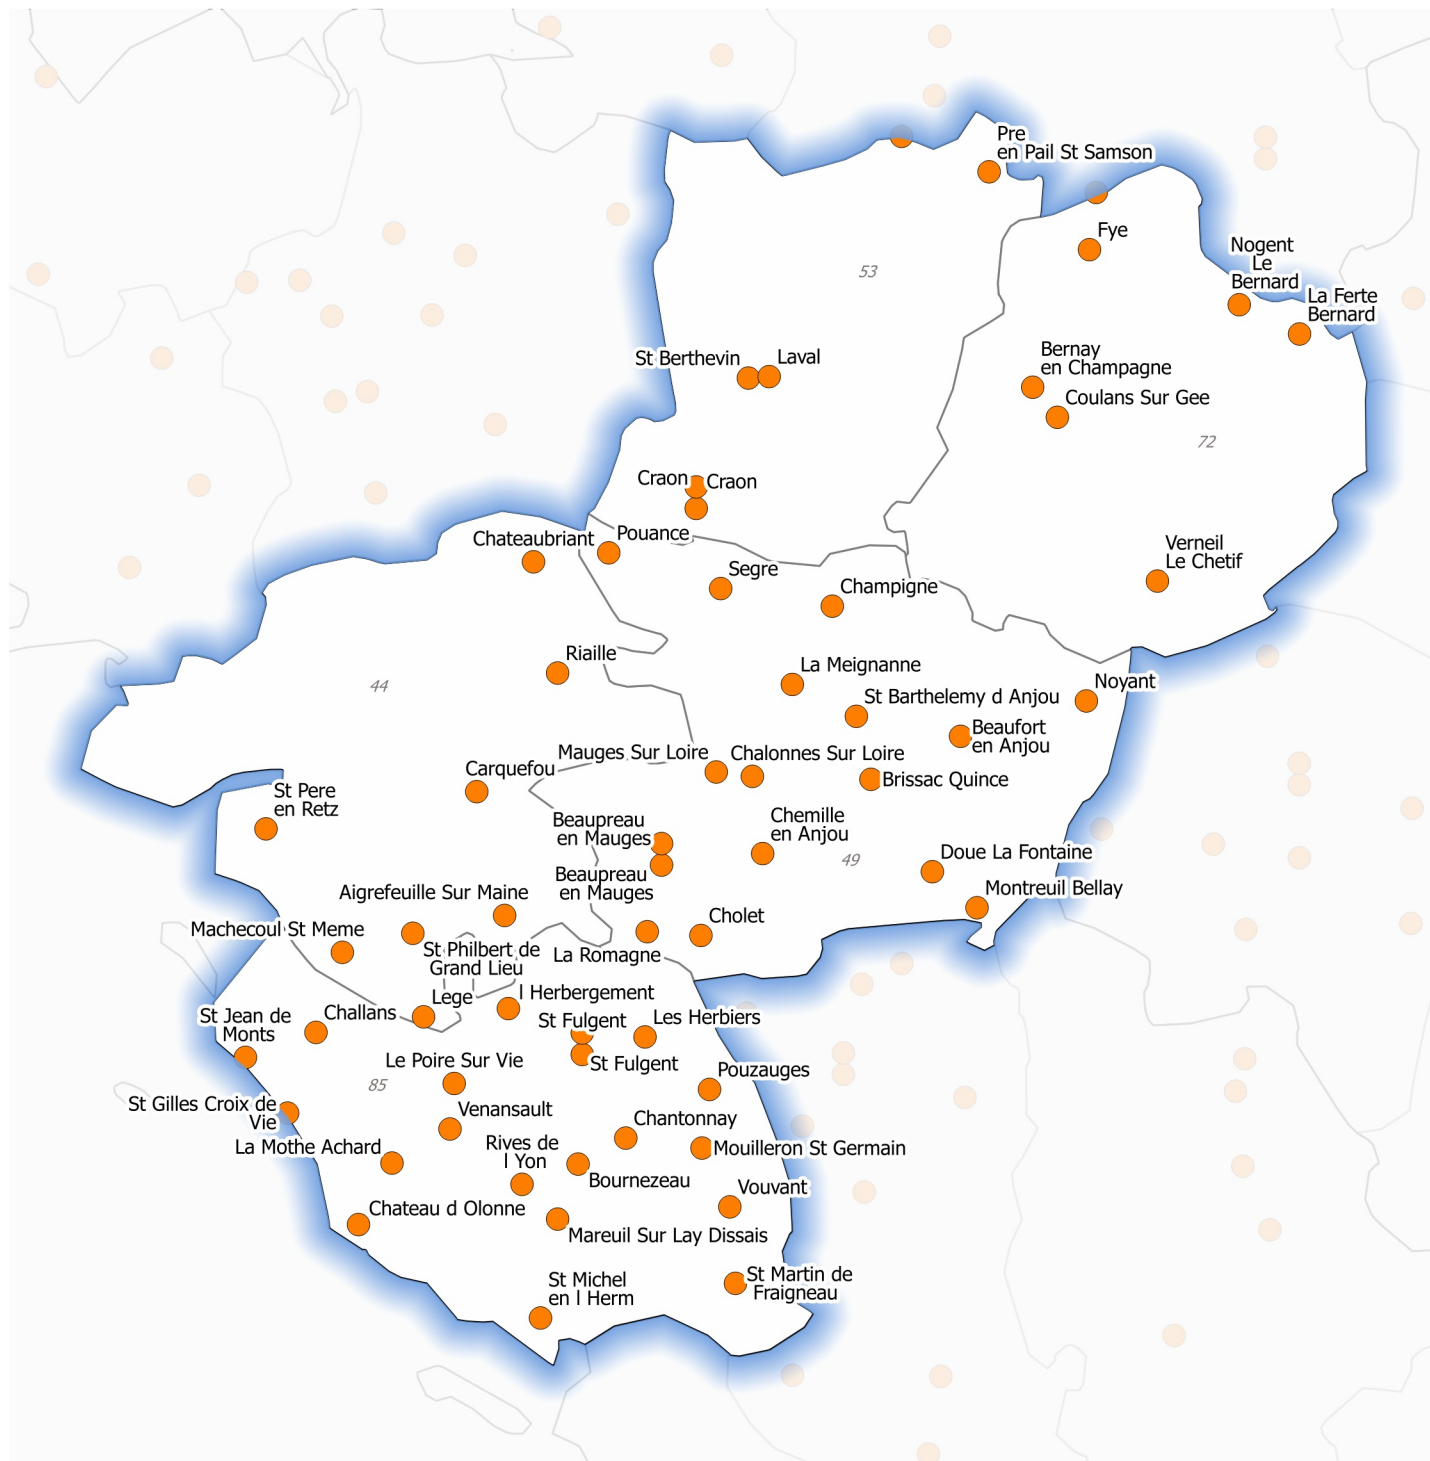 Pre
en Pail St Samson
Fye
Nogent
Le
Bernard
53
La Ferte
Bernard
St Berthevin
Laval
Bernay
en Champagne
Coulans Sur Gee
72
Craon
Craon
Chateaubriant
Pouance
Segre
Champigne
Verneil
Le Chetif
Riaille
44
La Meignanne
St Barthelemy d Anjou
Noyant
Beaufort
en Anjou
Mauges Sur Loire
Chalonnes Sur Loire
Brissac Quince
Carquefou
St Pere
en Retz
Beaupreau
en Mauges
Chemille
en Anjou
49
Doue La Fontaine
Beaupreau
en Mauges
Montreuil Bellay
Aigrefeuille Sur Maine
Machecoul St Meme
Cholet
St Philbert de
Grand Lieu
La Romagne
Lege
l Herbergement
St Jean de
Monts
Challans
St Fulgent
Les Herbiers
St Fulgent
Le Poire Sur Vie
85
Pouzauges
St Gilles Croix de
Vie
Venansault
Chantonnay
La Mothe Achard
Rives de
l Yon
Mouilleron St Germain
Bournezeau
Vouvant
Chateau d Olonne
Mareuil Sur Lay Dissais
St Michel
en l Herm
St Martin de
Fraigneau